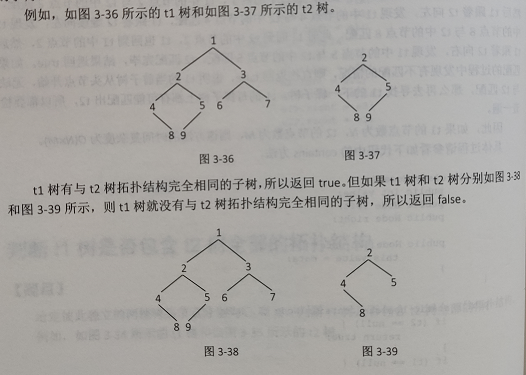 例如，如图 3-36 所示的 t1 树和如图 3-37 所示的 t2 树。
1
2 3
4 5 6 7
8 9
2
4 5
8 9
图 3-36 图 3-37
t1 树有与 t2 树拓扑结构完全相同的子树，所以返回 true。但如果 t1 树和 t2 树分别如图 3-38
和图 3-39 所示，则 t1 树就没有与 t2 树拓扑结构完全相同的子树，所以返回 false。
1
2 3
4 5 6 7
8 9
2
4 5
8
图 3-38 图 3-39